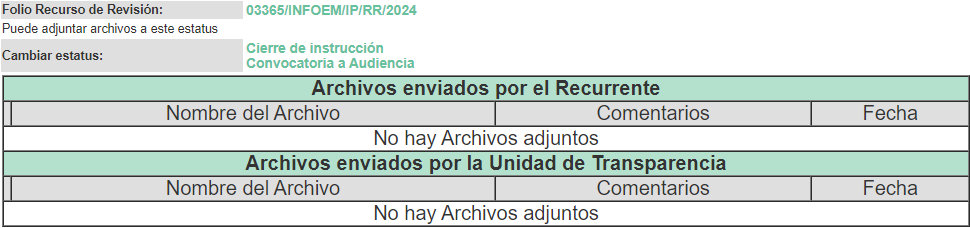 Folio Recurso de Revisión: 03365/INFOEM/IP/RR/2024
Puede adjuntar archivos a este estatus
Cambiar estatus: Cierre de instrucción
Convocatoria a Audiencia
Archivos enviados por el Recurrente
Nombre del Archivo Comentarios Fecha
No hay Archivos adjuntos
Archivos enviados por la Unidad de Transparencia
Nombre del Archivo Comentarios Fecha
No hay Archivos adjuntos